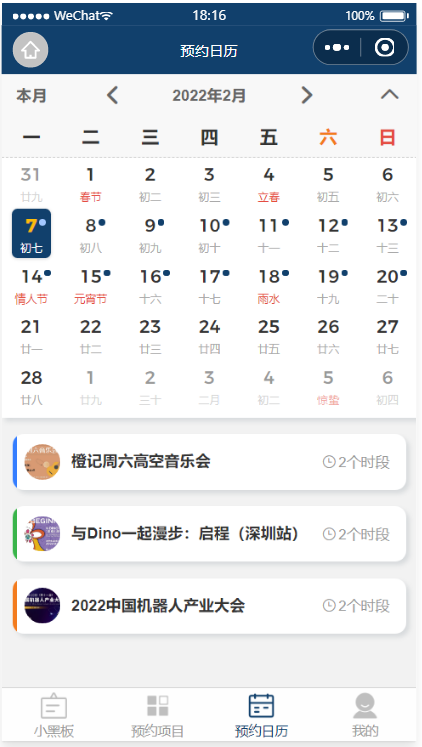 WeChat 18:16 100%
预约日历
本月 2022年2月
一 二 三 四 五 六 日
31 1 2 3 4 5 6
廿九 春节 初二 初三 立春 初五 初六
7 8 9 10 11 12 13
初七 初八 初九 初十 十一 十二 十三
14 15 16 17 18 19 20
情人节 元宵节 十六 十七 雨水 十九 二十
21 22 23 24 25 26 27
廿一 廿二 廿三 廿四 廿五 廿六 廿七
28 1 2 3 4 5 6
廿八 廿九 三十 二月 初二 惊蛰 初四
橙记周六高空音乐会 2个时段
与Dino一起漫步：启程（深圳站） 2个时段
2022中国机器人产业大会 2个时段
小黑板 预约项目 预约日历 我的